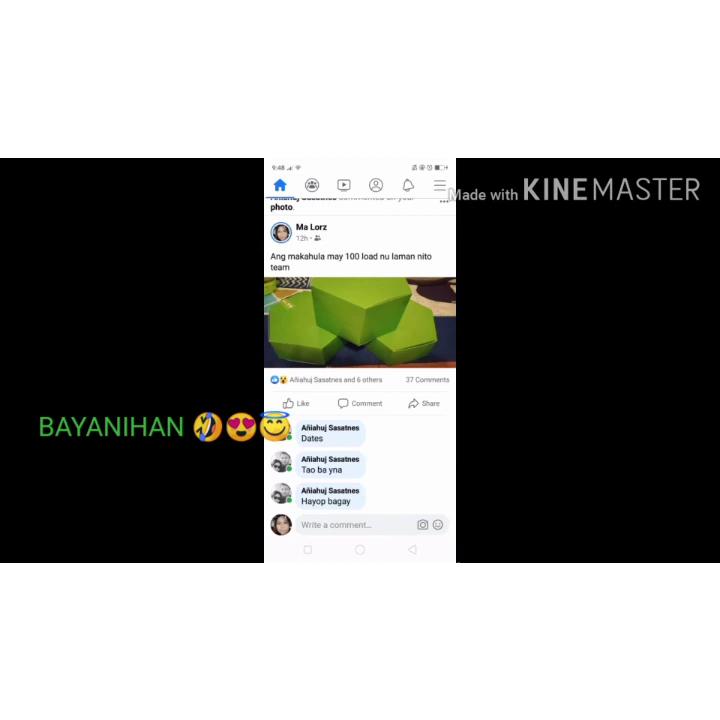 9:48
Made with KINEMASTER
photo.
Ma Lorz
12h
Ang makahula may 100 load nu laman nito
team
Añiahuj Sasatnes and 6 others
37 Comments
Like
Comment
Share
BAYANIHAN 🤣😍😇
Añiahuj Sasatnes
Dates
Añiahuj Sasatnes
Tao ba yna
Añiahuj Sasatnes
Hayop bagay
Write a comment...